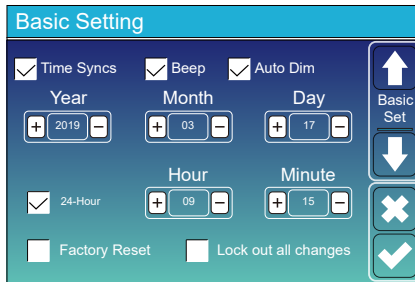 Basic Setting
Time Syncs Beep Auto Dim
Year Month Day
+ 2019 − + 03 − + 17 −
Basic
Set
Hour Minute
24-Hour + 09 − + 15 −
Factory Reset Lock out all changes